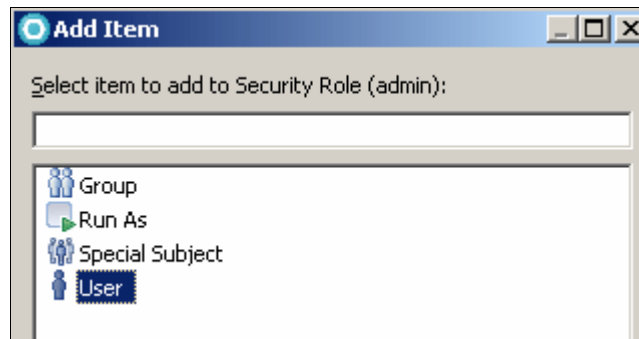 Add Item
Select item to add to Security Role (admin):
Group
Run As
Special Subject
User